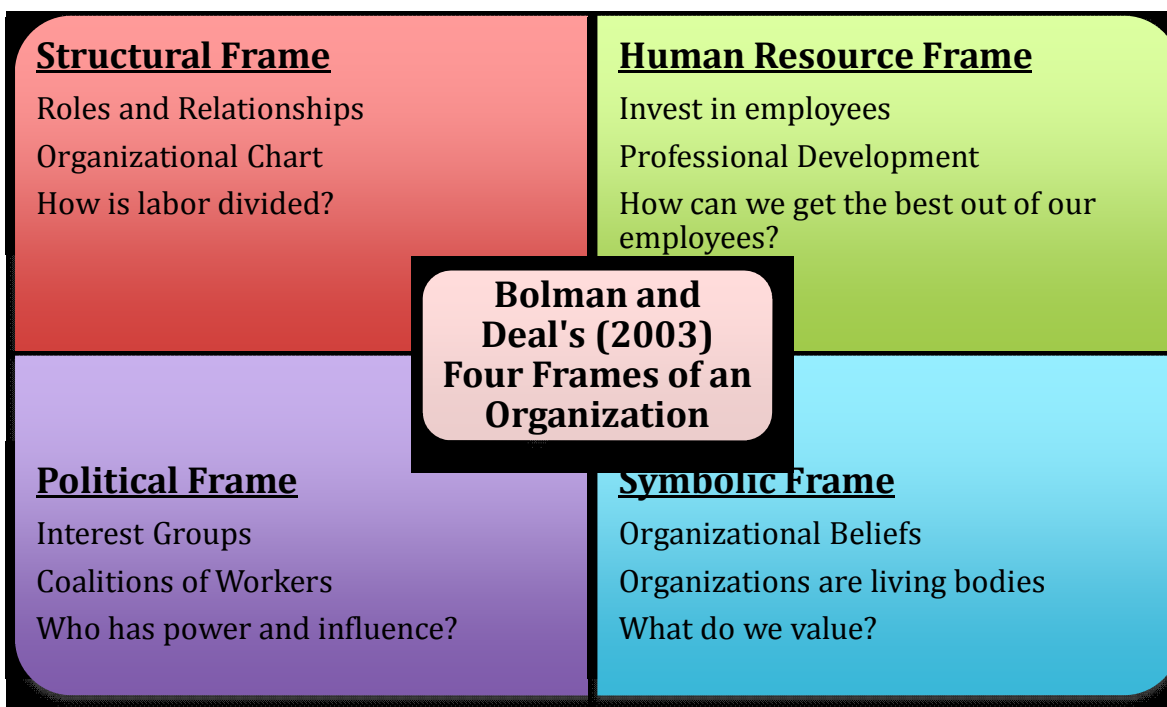 Structural Frame
Roles and Relationships
Organizational Chart
How is labor divided?
Human Resource Frame
Invest in employees
Professional Development
How can we get the best out of our
employees?
Bolman and
Deal's (2003)
Four Frames of an
Organization
Political Frame
Interest Groups
Coalitions of Workers
Who has power and influence?
Symbolic Frame
Organizational Beliefs
Organizations are living bodies
What do we value?